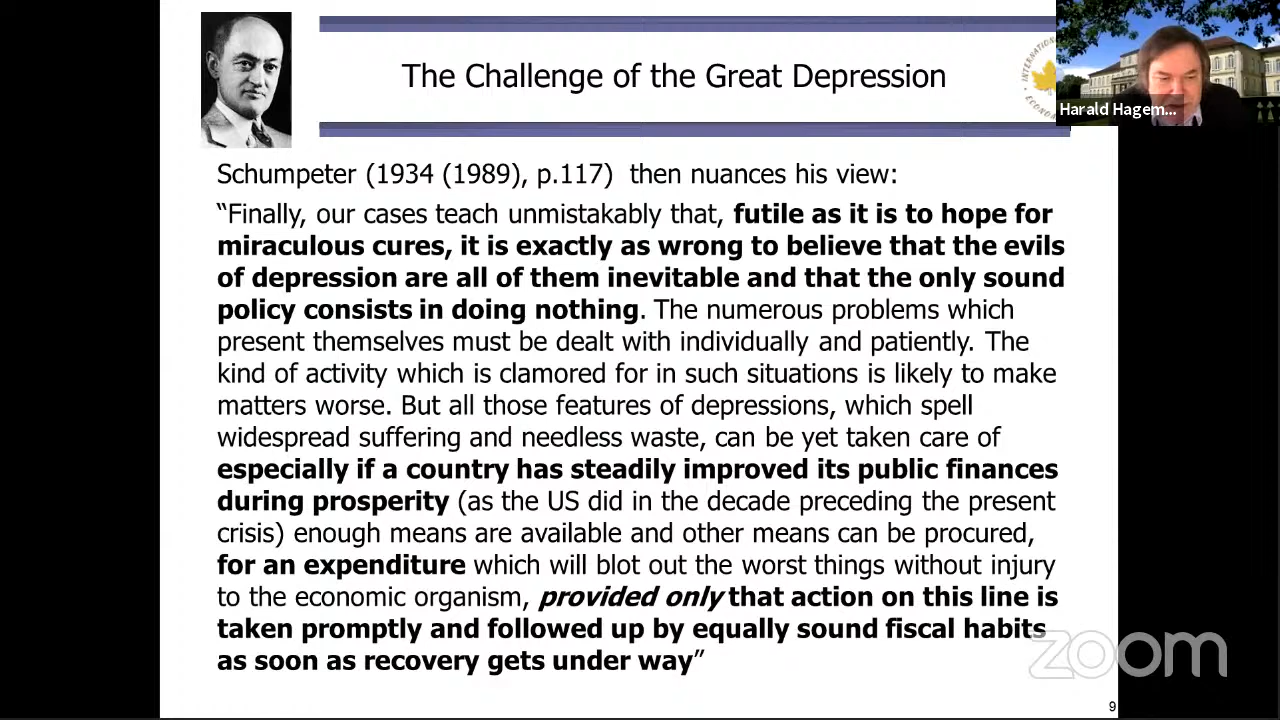 The Challenge of the Great Depression
INTERNATIONAL
ECONO
Harald Hagem...
Schumpeter (1934 (1989), p.117)  then nuances his view:
“Finally, our cases teach unmistakably that, futile as it is to hope for
miraculous cures, it is exactly as wrong to believe that the evils
of depression are all of them inevitable and that the only sound
policy consists in doing nothing. The numerous problems which
present themselves must be dealt with individually and patiently. The
kind of activity which is clamored for in such situations is likely to make
matters worse. But all those features of depressions, which spell
widespread suffering and needless waste, can be yet taken care of
especially if a country has steadily improved its public finances
during prosperity (as the US did in the decade preceding the present
crisis) enough means are available and other means can be procured,
for an expenditure which will blot out the worst things without injury
to the economic organism, provided only that action on this line is
taken promptly and followed up by equally sound fiscal habits
as soon as recovery gets under way”
zoom
9